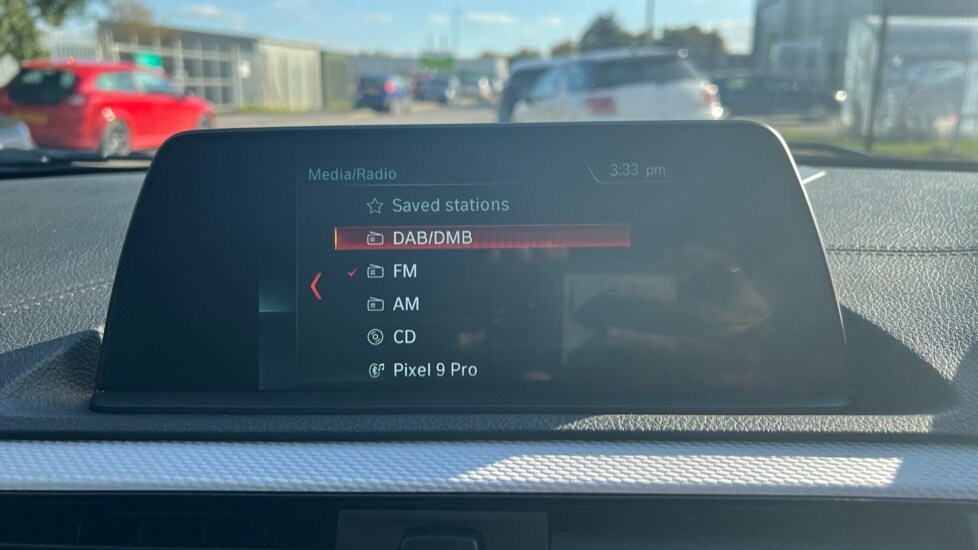 Media/Radio
3:33 pm
Saved stations
DAB/DMB
FM
AM
CD
Pixel 9 Pro